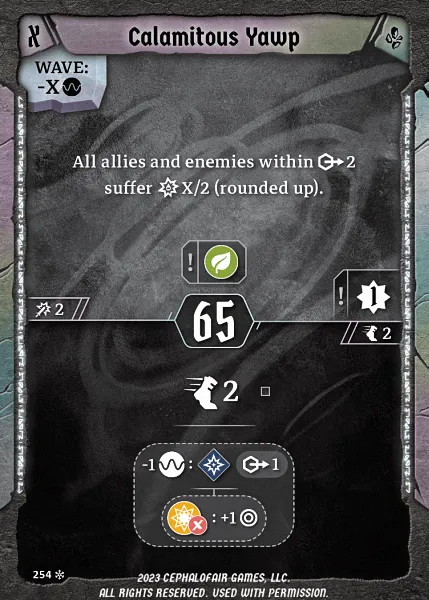 X
Calamitous Yawp
WAVE:
-X
All allies and enemies within 2
suffer X/2 (rounded up).
!
! 1
2
65
2
2
-1 : 1
: +1
254
2023 CEPHALOFAIR GAMES, LLC.
ALL RIGHTS RESERVED. USED WITH PERMISSION.